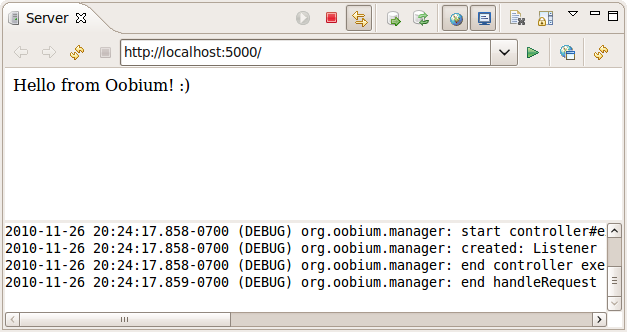 Server
http://localhost:5000/
Hello from Oobium! :)
2010-11-26 20:24:17.858-0700 (DEBUG) org.oobium.manager: start controller#e
2010-11-26 20:24:17.858-0700 (DEBUG) org.oobium.manager: created: Listener
2010-11-26 20:24:17.858-0700 (DEBUG) org.oobium.manager: end controller exe
2010-11-26 20:24:17.859-0700 (DEBUG) org.oobium.manager: end handleRequest